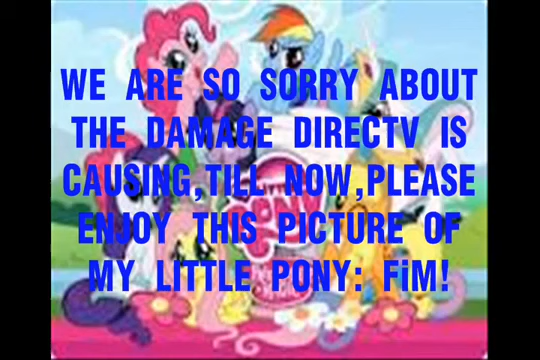 WE ARE SO SORRY ABOUT
THE DAMAGE DIRECTV IS
CAUSING,TILL NOW,PLEASE
ENJOY THIS PICTURE OF
MY LITTLE PONY: FiM!
PONY